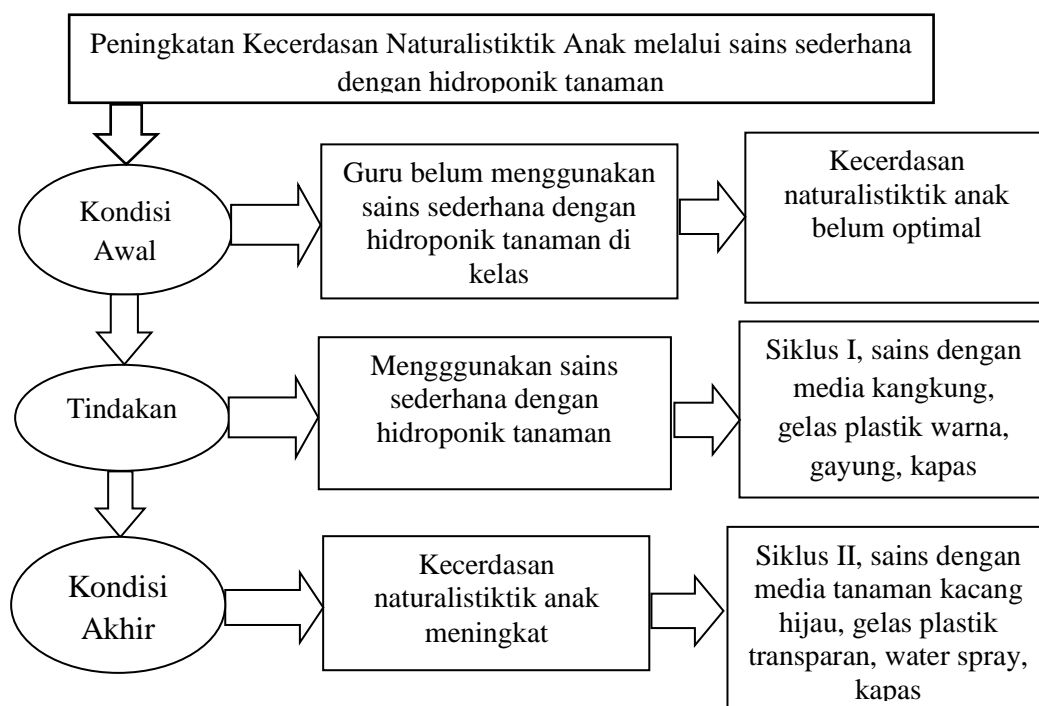 Peningkatan Kecerdasan Naturalistiktik Anak melalui sains sederhana
dengan hidroponik tanaman
Kondisi
Awal
Guru belum menggunakan
sains sederhana dengan
hidroponik tanaman di
kelas
Kecerdasan
naturalistiktik anak
belum optimal
Tindakan
Mengggunakan sains
sederhana dengan
hidroponik tanaman
Siklus I, sains dengan
media kangkung,
gelas plastik warna,
gayung, kapas
Kondisi
Akhir
Kecerdasan
naturalistiktik anak
meningkat
Siklus II, sains dengan
media tanaman kacang
hijau, gelas plastik
transparan, water spray,
kapas